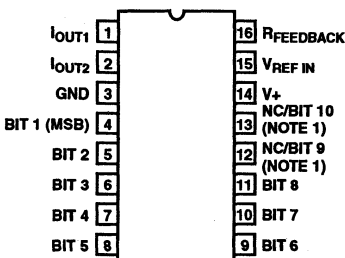 IOUT1 1 16 RFEEDBACK
IOUT2 2 15 VREF IN
GND 3 14 V+
BIT 1 (MSB) 4 13 NC/BIT 10
(NOTE 1)
BIT 2 5 12 NC/BIT 9
(NOTE 1)
BIT 3 6 11 BIT 8
BIT 4 7 10 BIT 7
BIT 5 8 9 BIT 6